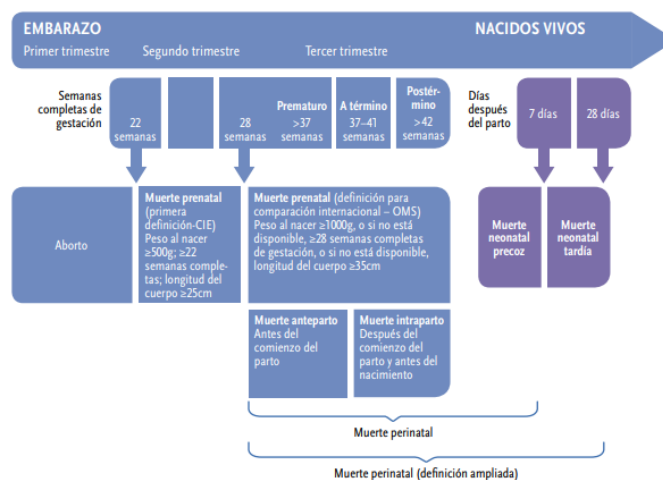 EMBARAZO
NACIDOS VIVOS
Primer trimestre
Segundo trimestre
Tercer trimestre
Semanas
completas de
gestación
22
semanas
28
semanas
Prematuro
>37
semanas
A término
37–41
semanas
Postér-
mino
>42
semanas
Días
después
del parto
7 días
28 días
Aborto
Muerte prenatal
(primera
definición-CIE)
Peso al nacer
≥500g; ≥22
semanas comple-
tas; longitud del
cuerpo ≥25cm
Muerte prenatal (definición para
comparación internacional – OMS)
Peso al nacer ≥1000g, o si no está
disponible, ≥28 semanas completas
de gestación, o si no está disponible,
longitud del cuerpo ≥35cm
Muerte
neonatal
precoz
Muerte
neonatal
tardía
Muerte anteparto
Antes del
comienzo del
parto
Muerte intraparto
Después del
comienzo del
parto y antes del
nacimiento
Muerte perinatal
Muerte perinatal (definición ampliada)